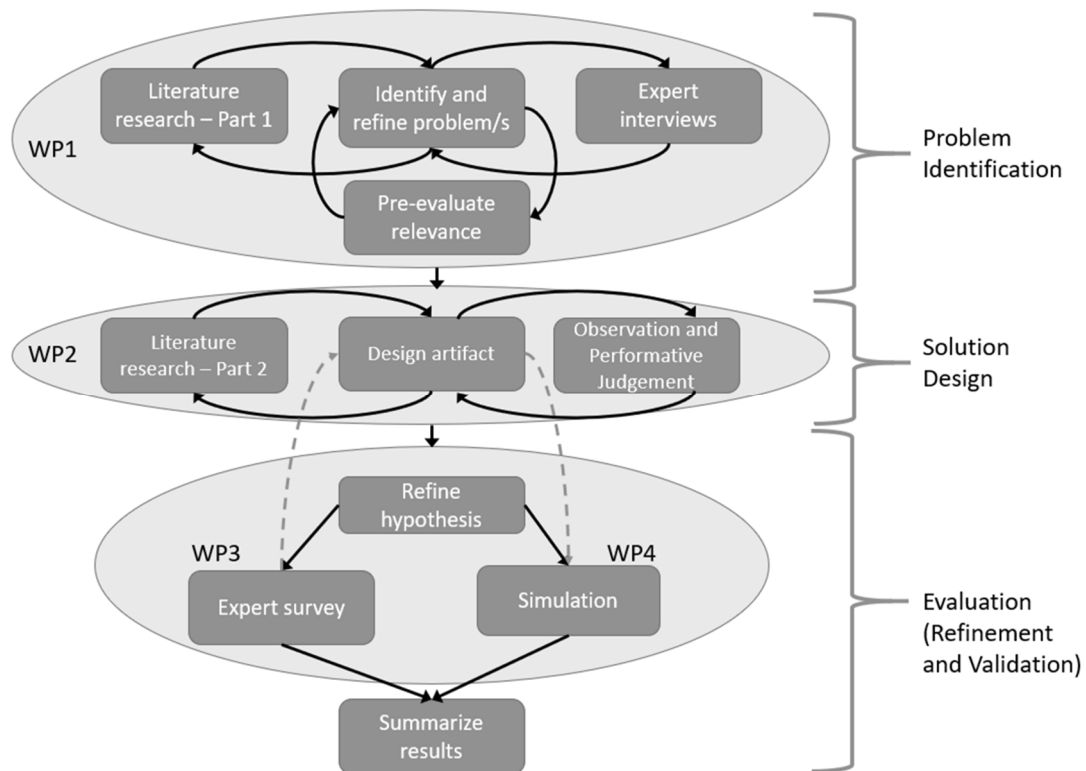 WP1
Literature
research – Part 1
Identify and
refine problem/s
Expert
interviews
Pre-evaluate
relevance
Problem
Identification
WP2
Literature
research – Part 2
Design artifact
Observation and
Performative
Judgement
Solution
Design
Refine
hypothesis
WP3
WP4
Expert survey
Simulation
Evaluation
(Refinement
and Validation)
Summarize
results